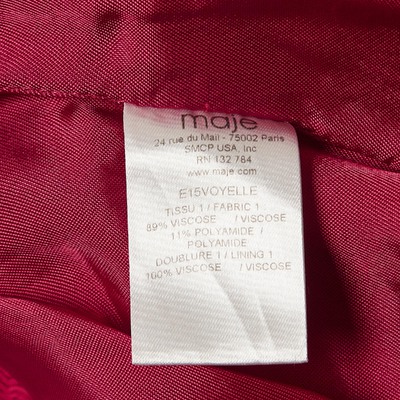 maje
24 rue du Mail - 75002 Paris
SMCP USA, Inc
RN 132 784
www.maje.com
E15VOYELLE
TISSU 1 / FABRIC 1
89% VISCOSE / VISCOSE
11% POLYAMIDE /
POLYAMIDE
DOUBLURE 1 / LINING 1
100% VISCOSE / VISCOSE